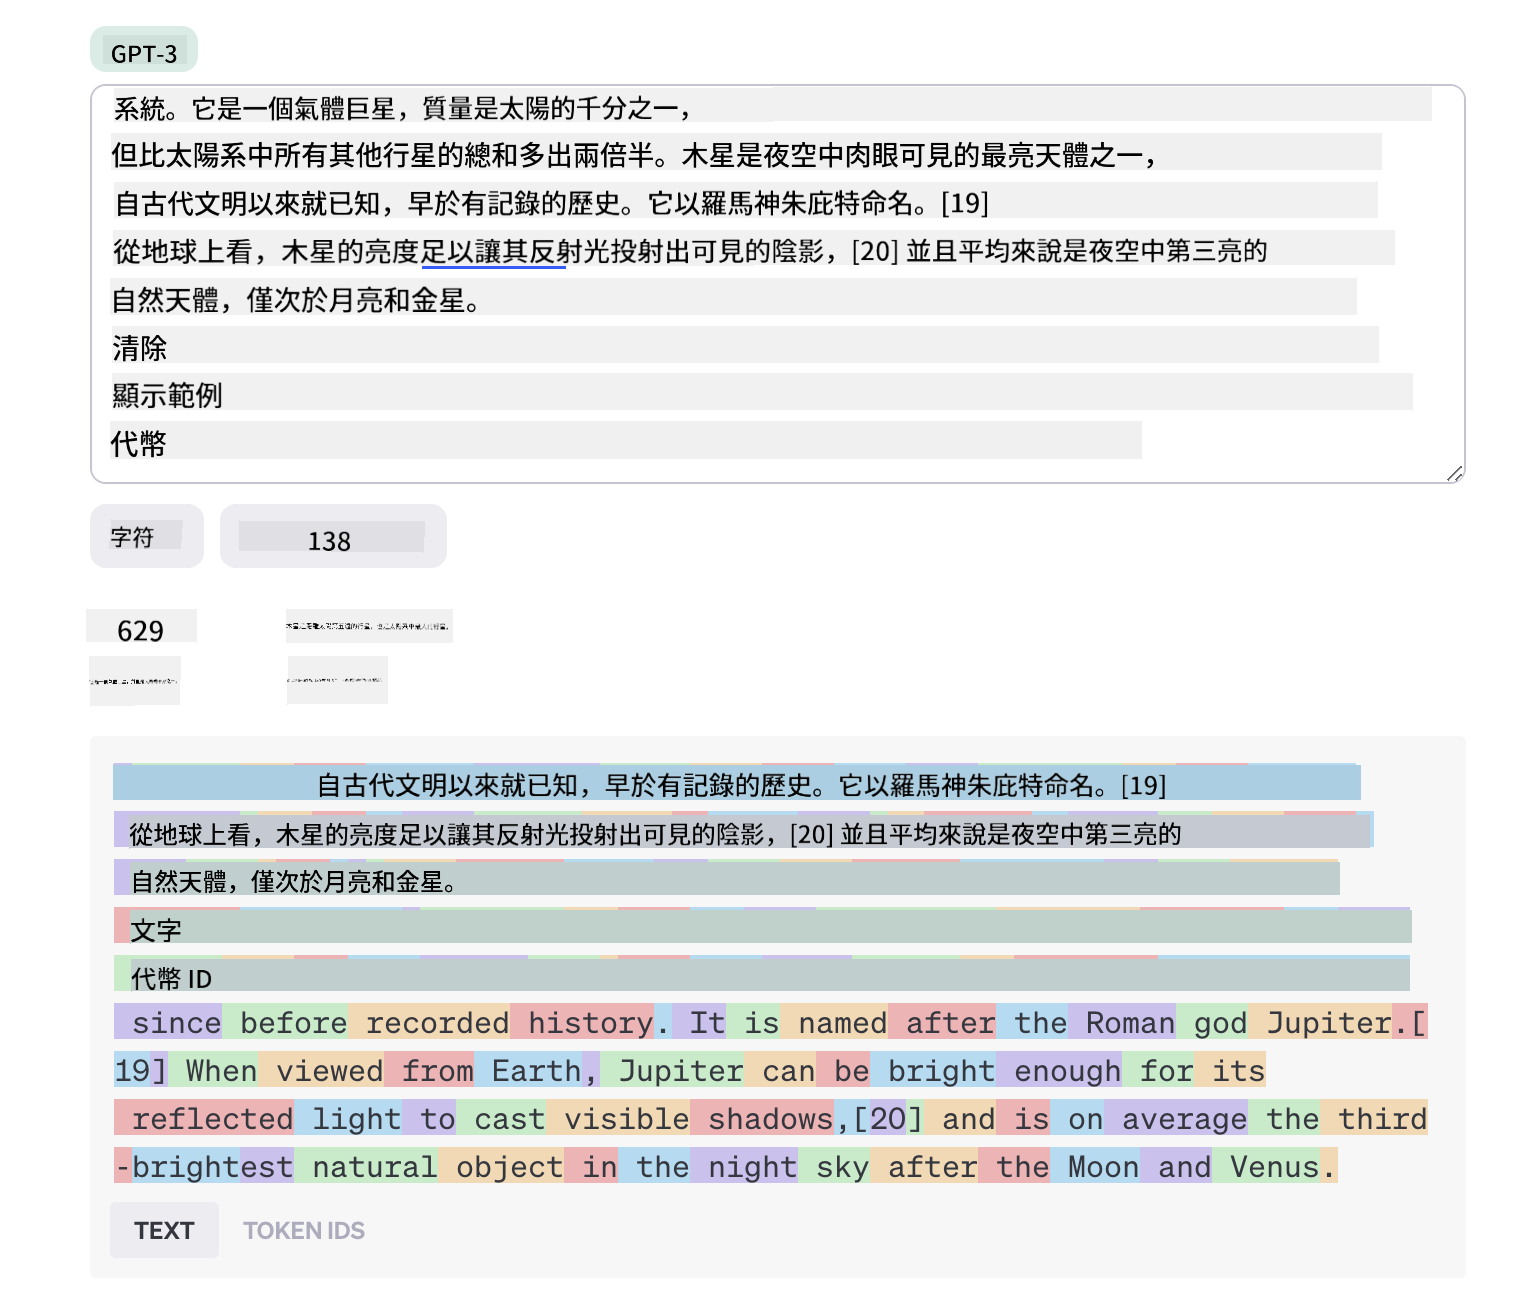 GPT-3
系統。它是一個氣體巨星，質量是太陽的千分之一，
但比太陽系中所有其他行星的總和多出兩倍半。木星是夜空中肉眼可見的最亮天體之一，
自古代文明以來就已知，早於有記錄的歷史。它以羅馬神朱庇特命名。[19]
從地球上看，木星的亮度足以讓其反射光投射出可見的陰影，[20] 並且平均來說是夜空中第三亮的
自然天體，僅次於月亮和金星。
清除
顯示範例
代幣
字符 138
629
自古代文明以來就已知，早於有記錄的歷史。它以羅馬神朱庇特命名。[19]
從地球上看，木星的亮度足以讓其反射光投射出可見的陰影，[20] 並且平均來說是夜空中第三亮的
自然天體，僅次於月亮和金星。
文字
代幣 ID
since before recorded history. It is named after the Roman god Jupiter.[
19] When viewed from Earth, Jupiter can be bright enough for its
reflected light to cast visible shadows,[20] and is on average the third
-brightest natural object in the night sky after the Moon and Venus.
TEXT TOKEN IDS